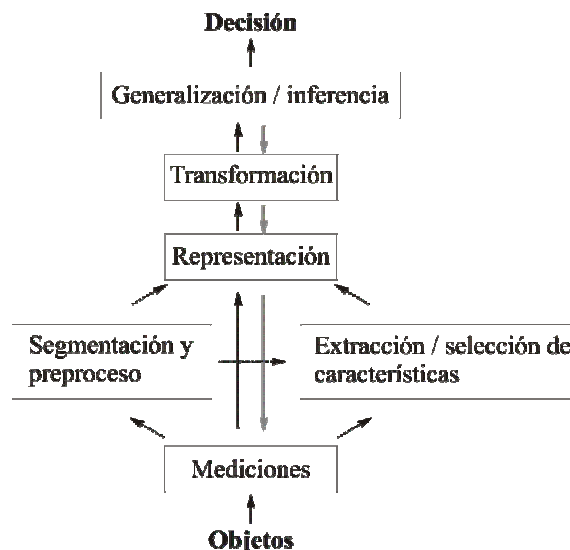 Decisión
Generalización / inferencia
Transformación
Representación
Segmentación y
preproceso
Extracción / selección de
características
Mediciones
Objetos